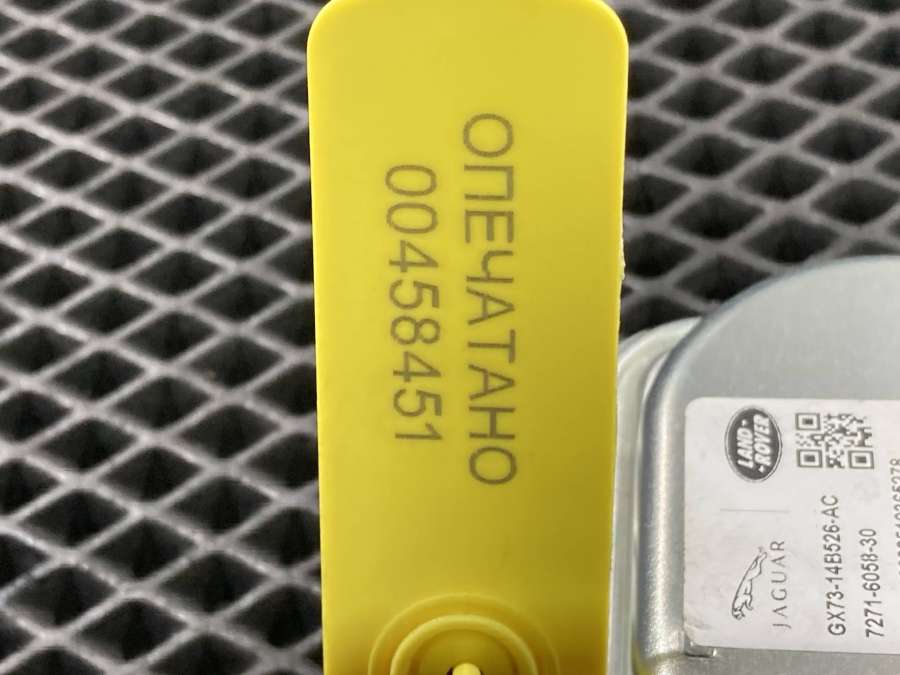 ОПЕЧАТАНО
00458451
LAND-
-ROVER
JAGUAR
GX73-14B526-AC
7271-6058-30